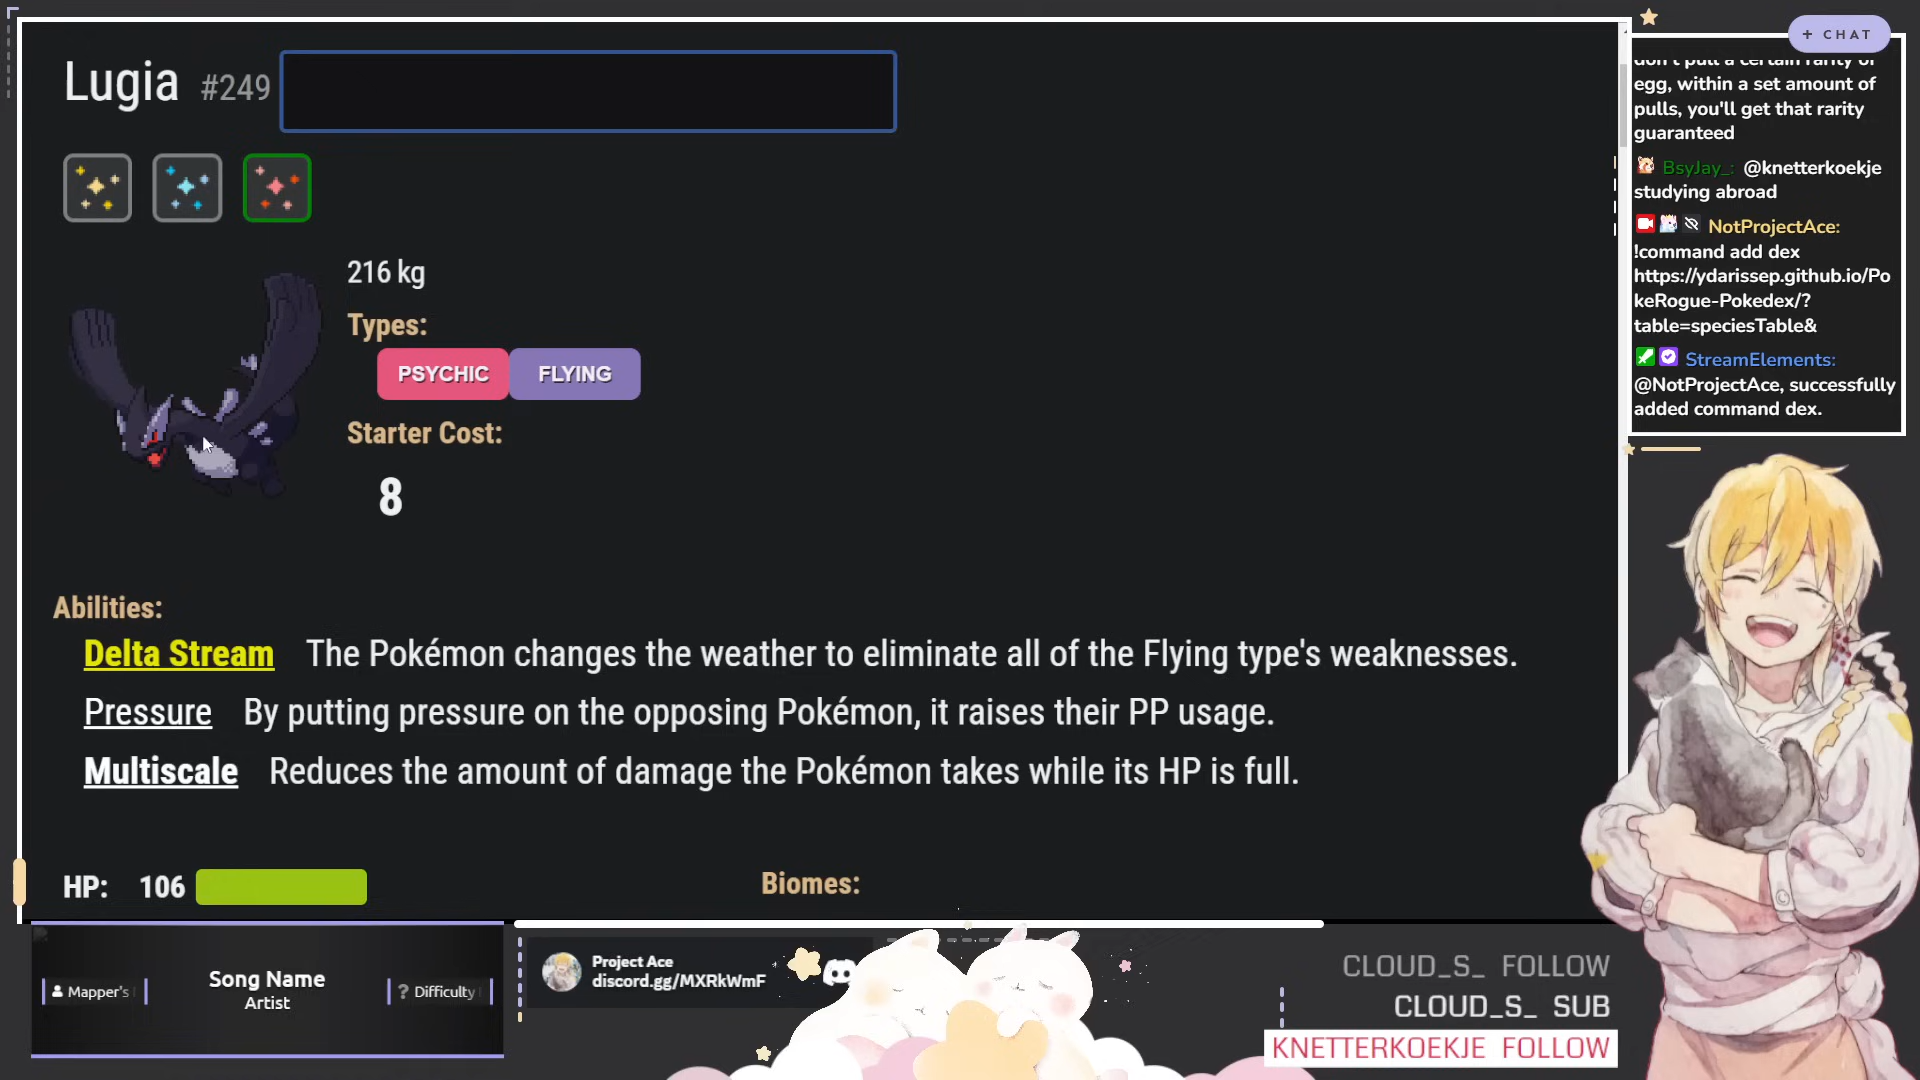 Lugia #249
216 kg
Types:
PSYCHIC FLYING
Starter Cost:
8
Abilities:
Delta Stream The Pokémon changes the weather to eliminate all of the Flying type's weaknesses.
Pressure By putting pressure on the opposing Pokémon, it raises their PP usage.
Multiscale Reduces the amount of damage the Pokémon takes while its HP is full.
HP: 106
Biomes:
+ CHAT
don't pull a certain rarity of
egg, within a set amount of
pulls, you'll get that rarity
guaranteed
BsyJay_: @knetterkoekje
studying abroad
NotProjectAce:
!command add dex
https://ydarissep.github.io/Po
keRogue-Pokedex/?
table=speciesTable&
StreamElements:
@NotProjectAce, successfully
added command dex.
Mapper's
Song Name
Artist
? Difficulty
Project Ace
discord.gg/MXRkWmF
CLOUD_S_ FOLLOW
CLOUD_S_ SUB
KNETTERKOEKJE FOLLOW